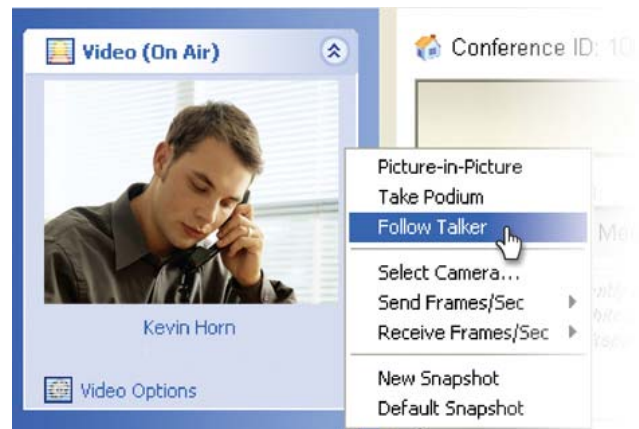 Video (On Air)
Conference ID: 10
Kevin Horn
Video Options
Picture-in-Picture
Take Podium
Follow Talker
Select Camera...
Send Frames/Sec
Receive Frames/Sec
New Snapshot
Default Snapshot